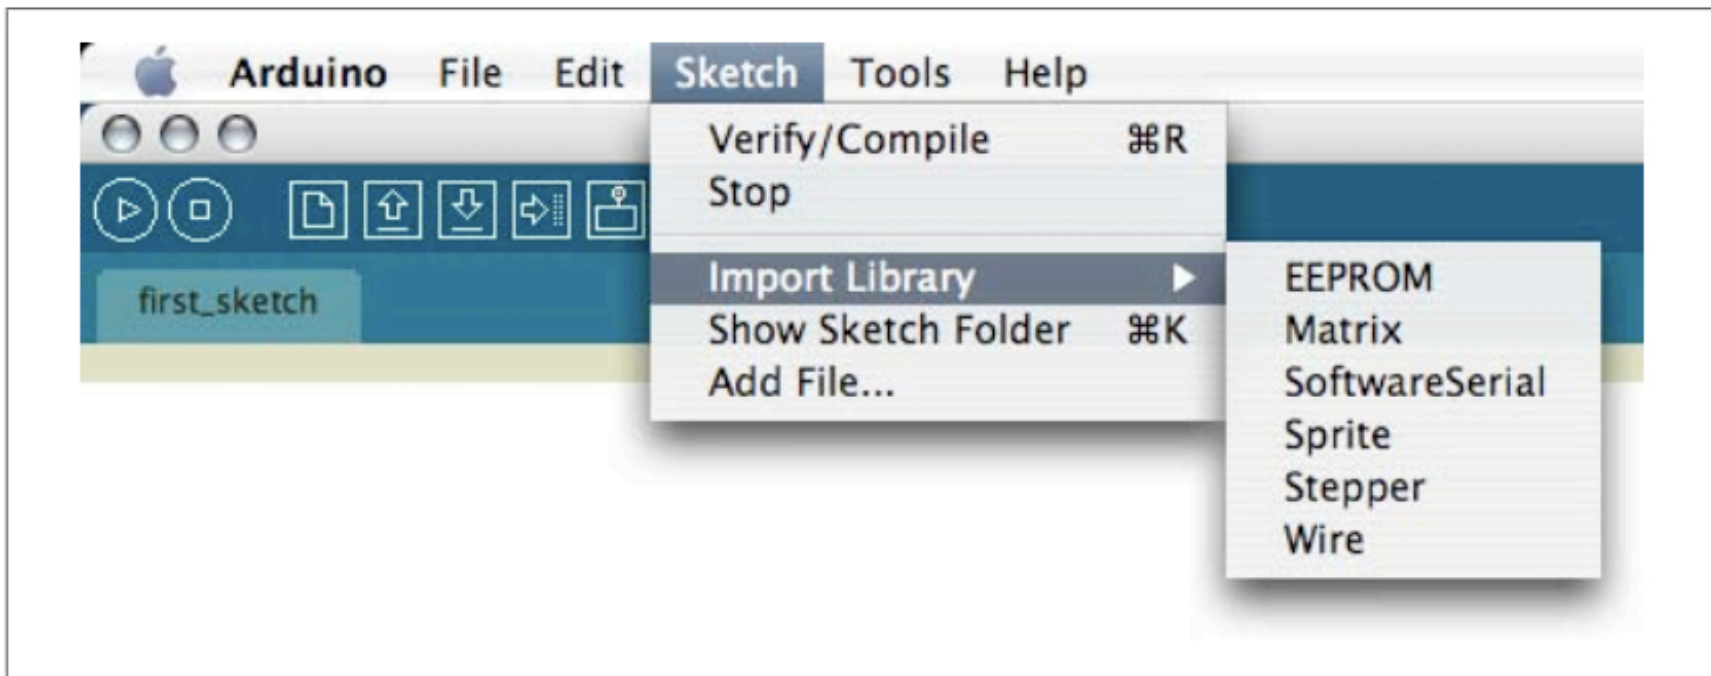 Arduino File Edit Sketch Tools Help
Verify/Compile ⌘R
Stop
Import Library
Show Sketch Folder ⌘K
Add File...
first_sketch
EEPROM
Matrix
SoftwareSerial
Sprite
Stepper
Wire